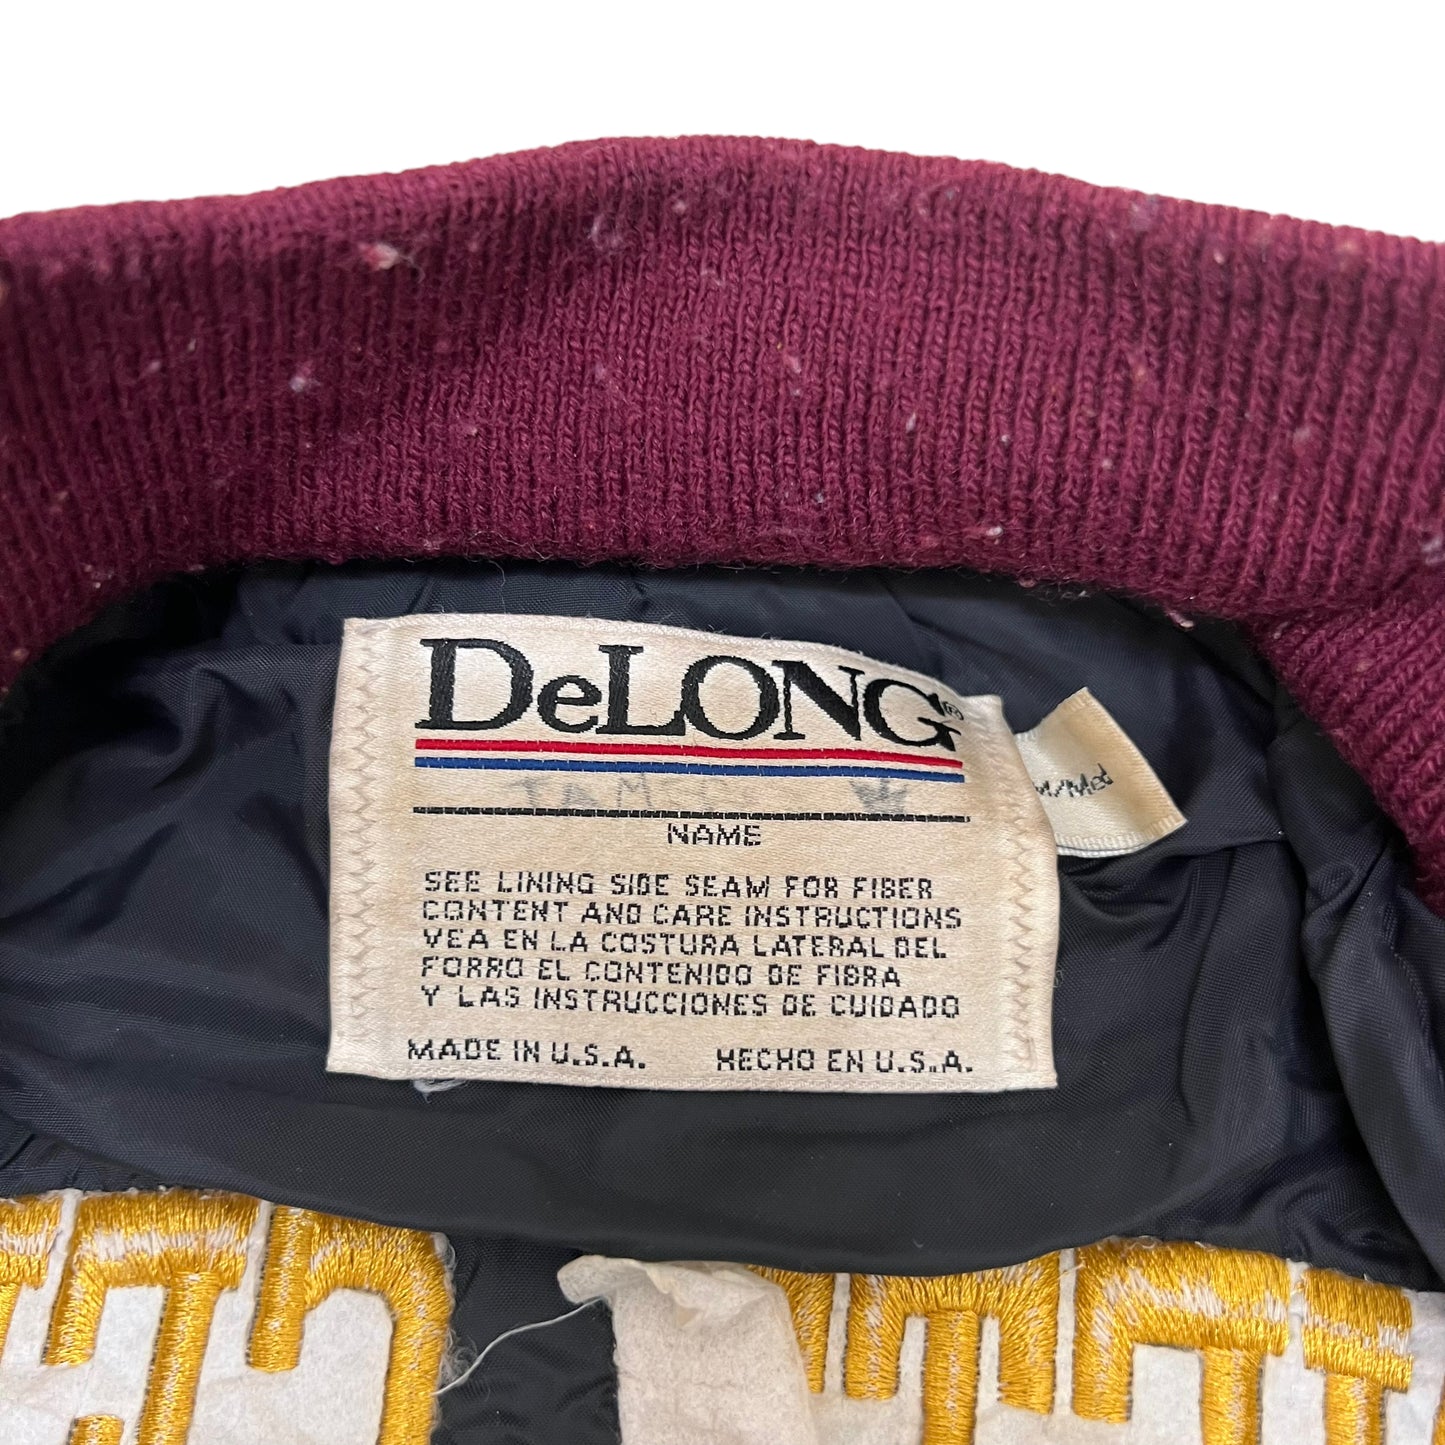 DeLONG®
NAME
SEE LINING SIDE SEAM FOR FIBER
CONTENT AND CARE INSTRUCTIONS
VEA EN LA COSTURA LATERAL DEL
FORRO EL CONTENIDO DE FIBRA
Y LAS INSTRUCCIONES DE CUIDADO
MADE IN U.S.A. HECHO EN U.S.A.
M/Med